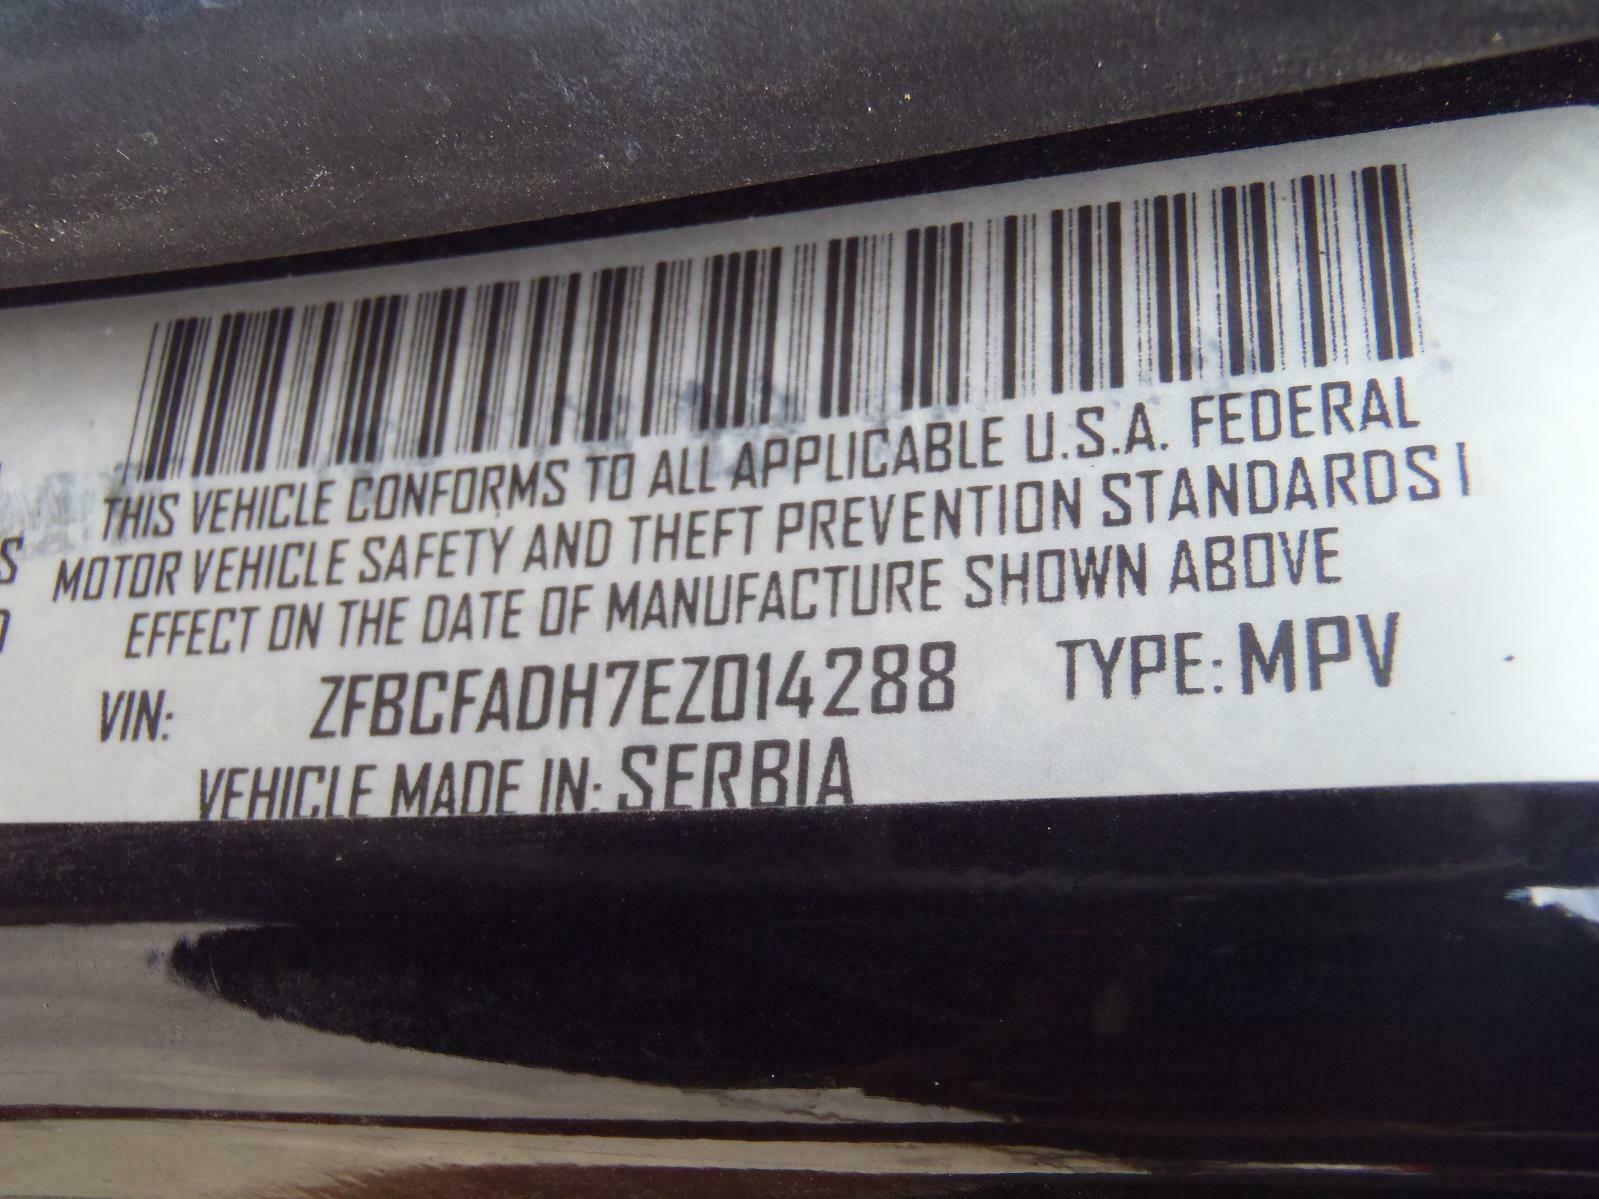 THIS VEHICLE CONFORMS TO ALL APPLICABLE U.S.A. FEDERAL
MOTOR VEHICLE SAFETY AND THEFT PREVENTION STANDARDS I
EFFECT ON THE DATE OF MANUFACTURE SHOWN ABOVE
VIN: ZFBCFADH7EZ014288 TYPE: MPV
VEHICLE MADE IN: SERBIA